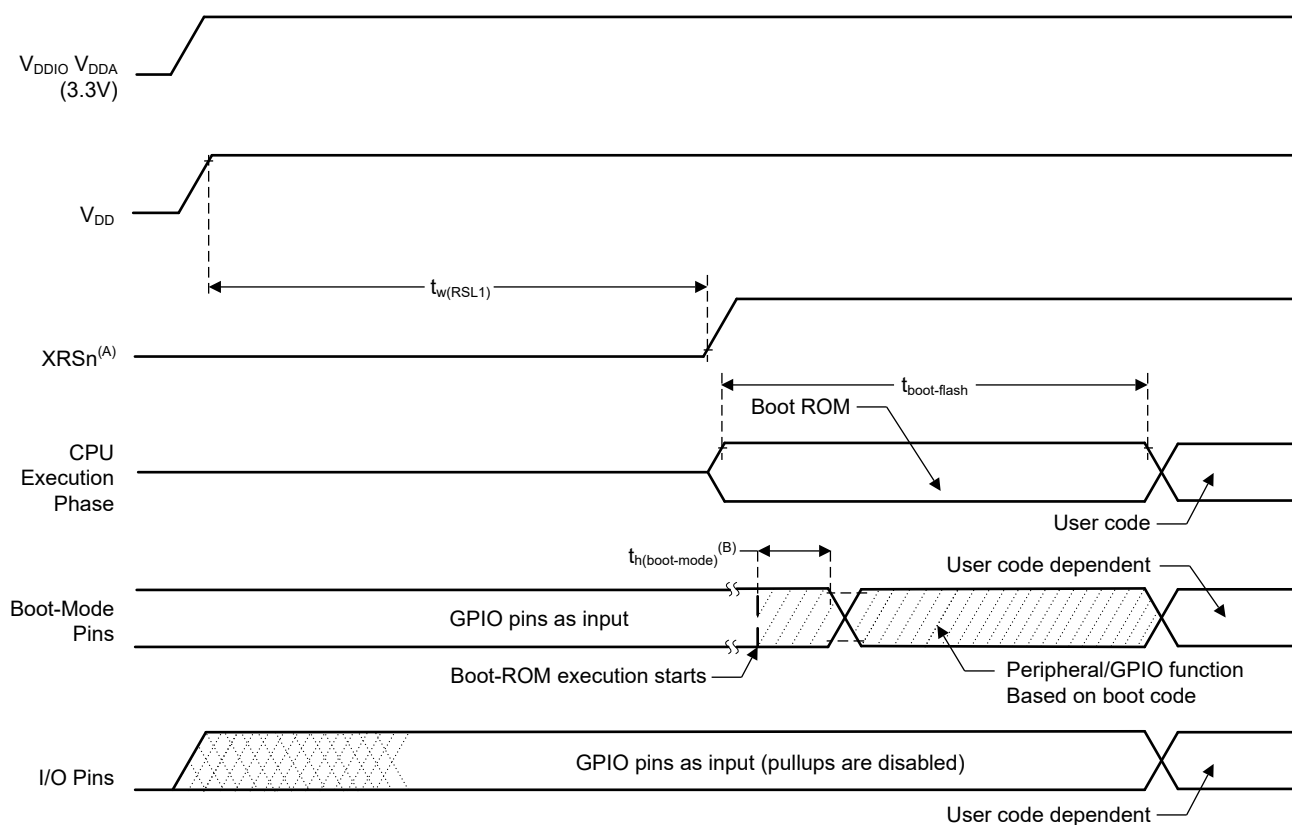 VDDIO VDDA
(3.3V)
VDD
tw(RSL1)
XRSn(A)
tboot-flash
Boot ROM
CPU
Execution
Phase
User code
th(boot-mode)(B)
User code dependent
Boot-Mode
Pins
GPIO pins as input
Boot-ROM execution starts
Peripheral/GPIO function
Based on boot code
I/O Pins
GPIO pins as input (pullups are disabled)
User code dependent